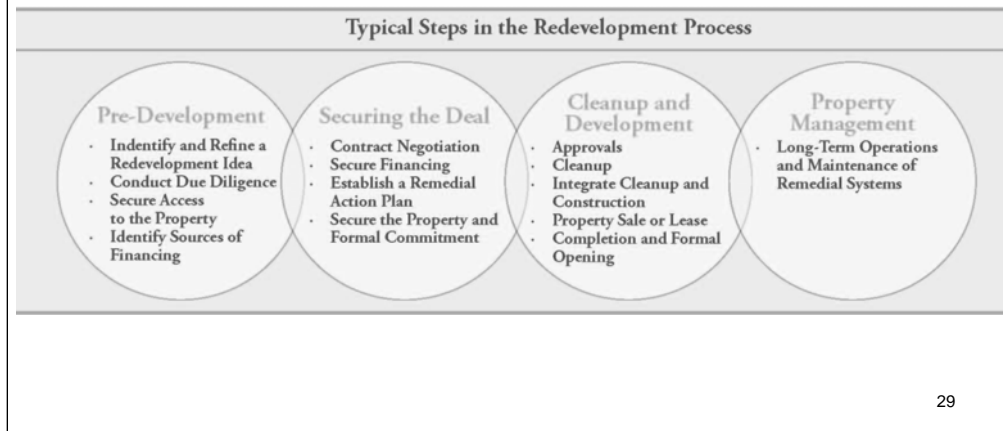 Typical Steps in the Redevelopment Process
Pre-Development
· Indentify and Refine a
Redevelopment Idea
· Conduct Due Diligence
· Secure Access
to the Property
· Identify Sources of
Financing
Securing the Deal
· Contract Negotiation
· Secure Financing
· Establish a Remedial
Action Plan
· Secure the Property and
Formal Commitment
Cleanup and
Development
· Approvals
· Cleanup
· Integrate Cleanup and
Construction
· Property Sale or Lease
· Completion and Formal
Opening
Property
Management
· Long-Term Operations
and Maintenance of
Remedial Systems
29